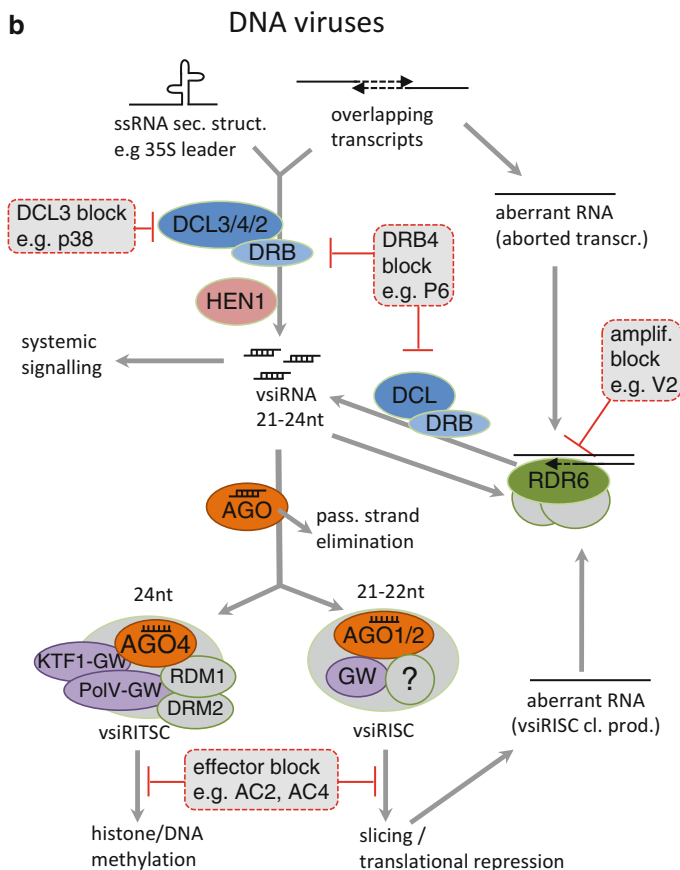 b
DNA viruses
ssRNA sec. struct.
e.g 35S leader
overlapping
transcripts
DCL3 block
e.g. p38
DCL3/4/2
DRB
DRB4
block
e.g. P6
aberrant RNA
(aborted transcr.)
HEN1
systemic
signalling
vsiRNA
21-24nt
DCL
DRB
amplif.
block
e.g. V2
RDR6
AGO
pass. strand
elimination
24nt
21-22nt
AGO4
KTF1-GW
PolV-GW
RDM1
DRM2
vsiRITSC
AGO1/2
GW
?
vsiRISC
aberrant RNA
(vsiRISC cl. prod.)
effector block
e.g. AC2, AC4
histone/DNA
methylation
slicing /
translational repression